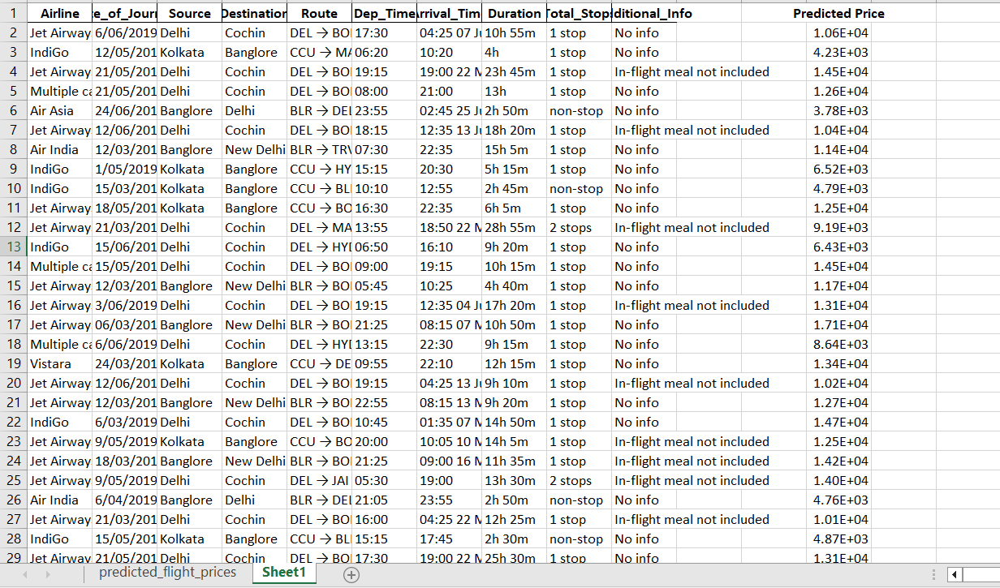 1 Airline e_of_Journ Source Destination Route Dep_Time rrival_Tim Duration Total_Stops ditional_Info Predicted Price
2 Jet Airway 6/06/2019 Delhi Cochin DEL → BO 17:30 04:25 07 Ju 10h 55m 1 stop No info 1.06E+04
3 IndiGo 12/05/201 Kolkata Banglore CCU → MA 06:20 10:20 4h 1 stop No info 4.23E+03
4 Jet Airway 21/05/201 Delhi Cochin DEL → BO 19:15 19:00 22 M 23h 45m 1 stop In-flight meal not included 1.45E+04
5 Multiple ca 21/05/201 Delhi Cochin DEL → BO 08:00 21:00 13h 1 stop No info 1.26E+04
6 Air Asia 24/06/201 Banglore Delhi BLR → DEL 23:55 02:45 25 Ju 2h 50m non-stop No info 3.78E+03
7 Jet Airway 12/06/201 Delhi Cochin DEL → BO 18:15 12:35 13 Ju 18h 20m 1 stop In-flight meal not included 1.04E+04
8 Air India 12/03/201 Banglore New Delhi BLR → TRV 07:30 22:35 15h 5m 1 stop No info 1.14E+04
9 IndiGo 1/05/2019 Kolkata Banglore CCU → HY 15:15 20:30 5h 15m 1 stop No info 6.52E+03
10 IndiGo 15/03/201 Kolkata Banglore CCU → BL 10:10 12:55 2h 45m non-stop No info 4.79E+03
11 Jet Airway 18/05/201 Kolkata Banglore CCU → BO 16:30 22:35 6h 5m 1 stop No info 1.25E+04
12 Jet Airway 21/03/201 Delhi Cochin DEL → MA 13:55 18:50 22 M 28h 55m 2 stops In-flight meal not included 9.19E+03
13 IndiGo 15/06/201 Delhi Cochin DEL → HYD 06:50 16:10 9h 20m 1 stop No info 6.43E+03
14 Multiple ca 15/05/201 Delhi Cochin DEL → BO 09:00 19:15 10h 15m 1 stop No info 1.45E+04
15 Jet Airway 12/03/201 Banglore New Delhi BLR → BO 05:45 10:25 4h 40m 1 stop No info 1.17E+04
16 Jet Airway 3/06/2019 Delhi Cochin DEL → BO 19:15 12:35 04 Ju 17h 20m 1 stop In-flight meal not included 1.31E+04
17 Jet Airway 06/03/201 Banglore New Delhi BLR → BO 21:25 08:15 07 M 10h 50m 1 stop No info 1.71E+04
18 Multiple ca 6/06/2019 Delhi Cochin DEL → HYD 13:15 22:30 9h 15m 1 stop No info 8.64E+03
19 Vistara 24/03/201 Kolkata Banglore CCU → DE 09:55 22:10 12h 15m 1 stop No info 1.34E+04
20 Jet Airway 12/06/201 Delhi Cochin DEL → BO 19:15 04:25 13 Ju 9h 10m 1 stop In-flight meal not included 1.02E+04
21 Jet Airway 12/03/201 Banglore New Delhi BLR → BO 22:55 08:15 13 M 9h 20m 1 stop No info 1.27E+04
22 IndiGo 6/03/2019 Delhi Cochin DEL → BO 10:45 01:35 07 M 14h 50m 1 stop No info 1.47E+04
23 Jet Airway 9/05/2019 Kolkata Banglore CCU → BO 20:00 10:05 10 M 14h 5m 1 stop In-flight meal not included 1.25E+04
24 Jet Airway 18/03/201 Banglore New Delhi BLR → BO 21:25 09:00 16 M 11h 35m 1 stop In-flight meal not included 1.42E+04
25 Jet Airway 9/05/2019 Delhi Cochin DEL → JAI 05:30 19:00 13h 30m 2 stops In-flight meal not included 1.40E+04
26 Air India 6/04/2019 Banglore Delhi BLR → DEL 21:05 23:55 2h 50m non-stop No info 4.76E+03
27 Jet Airway 21/03/201 Delhi Cochin DEL → BO 16:00 04:25 22 M 12h 25m 1 stop In-flight meal not included 1.01E+04
28 IndiGo 15/05/201 Kolkata Banglore CCU → BL 15:15 17:45 2h 30m non-stop No info 4.87E+03
29 Jet Airway 21/05/201 Delhi Cochin DEL → BO 17:30 19:00 22 M 25h 30m 1 stop No info 1.31E+04
predicted_flight_prices Sheet1